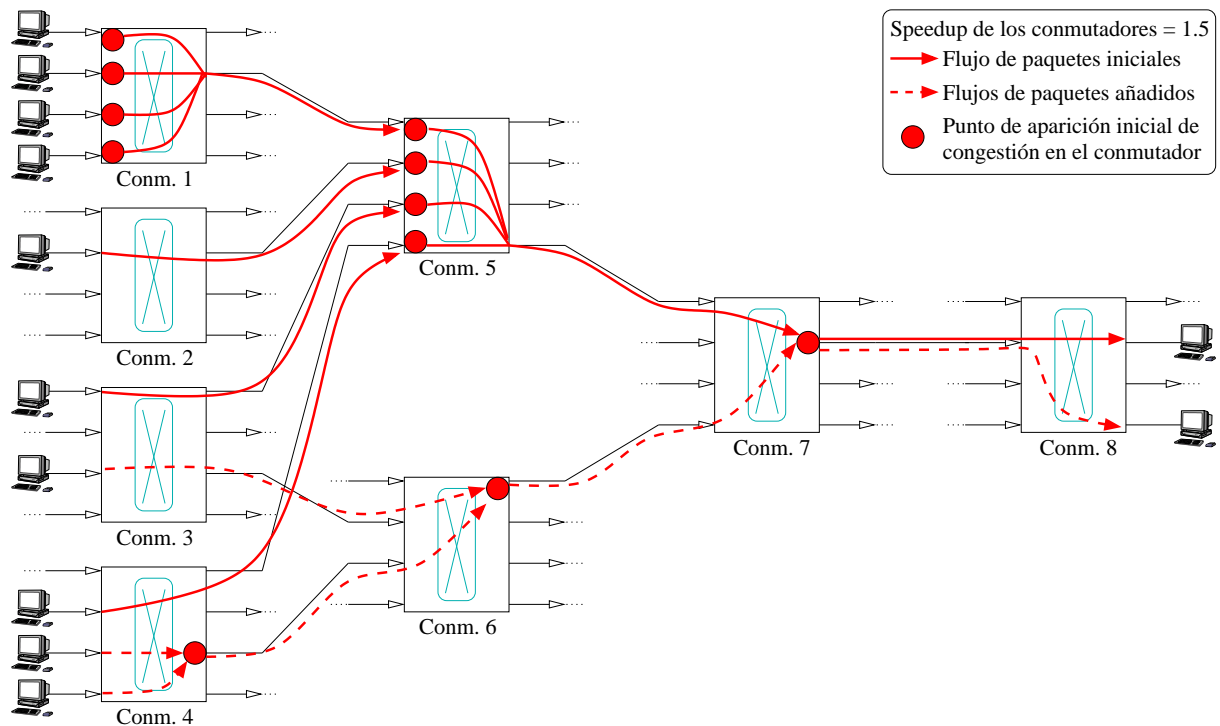 Speedup de los conmutadores = 1.5
Flujo de paquetes iniciales
Flujos de paquetes añadidos
Punto de aparición inicial de
congestión en el conmutador
Conm. 1
Conm. 2
Conm. 3
Conm. 4
Conm. 5
Conm. 6
Conm. 7
Conm. 8